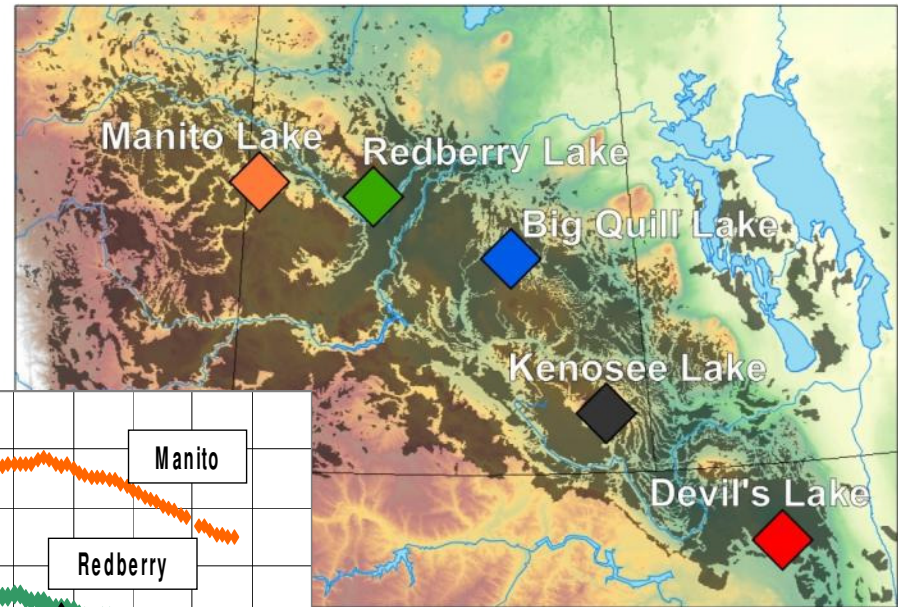 Manito Lake
Redberry Lake
Big Quill Lake
Kenosee Lake
Devil's Lake
Manito
Redberry